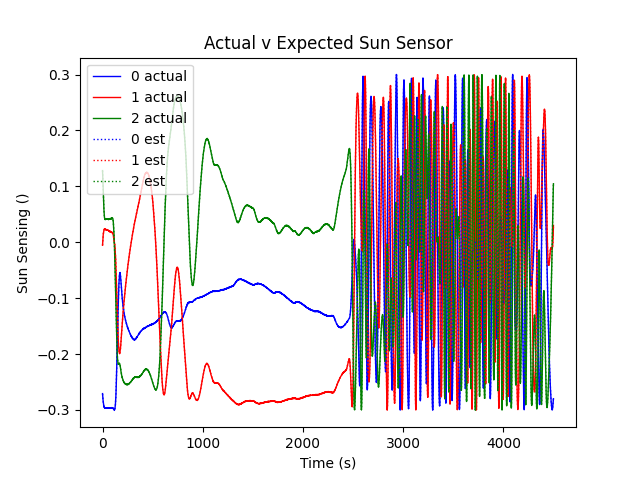 Actual v Expected Sun Sensor
0 actual
1 actual
2 actual
0 est
1 est
2 est
0.3
0.2
0.1
0.0
−0.1
−0.2
−0.3
Sun Sensing ()
0 1000 2000 3000 4000
Time (s)